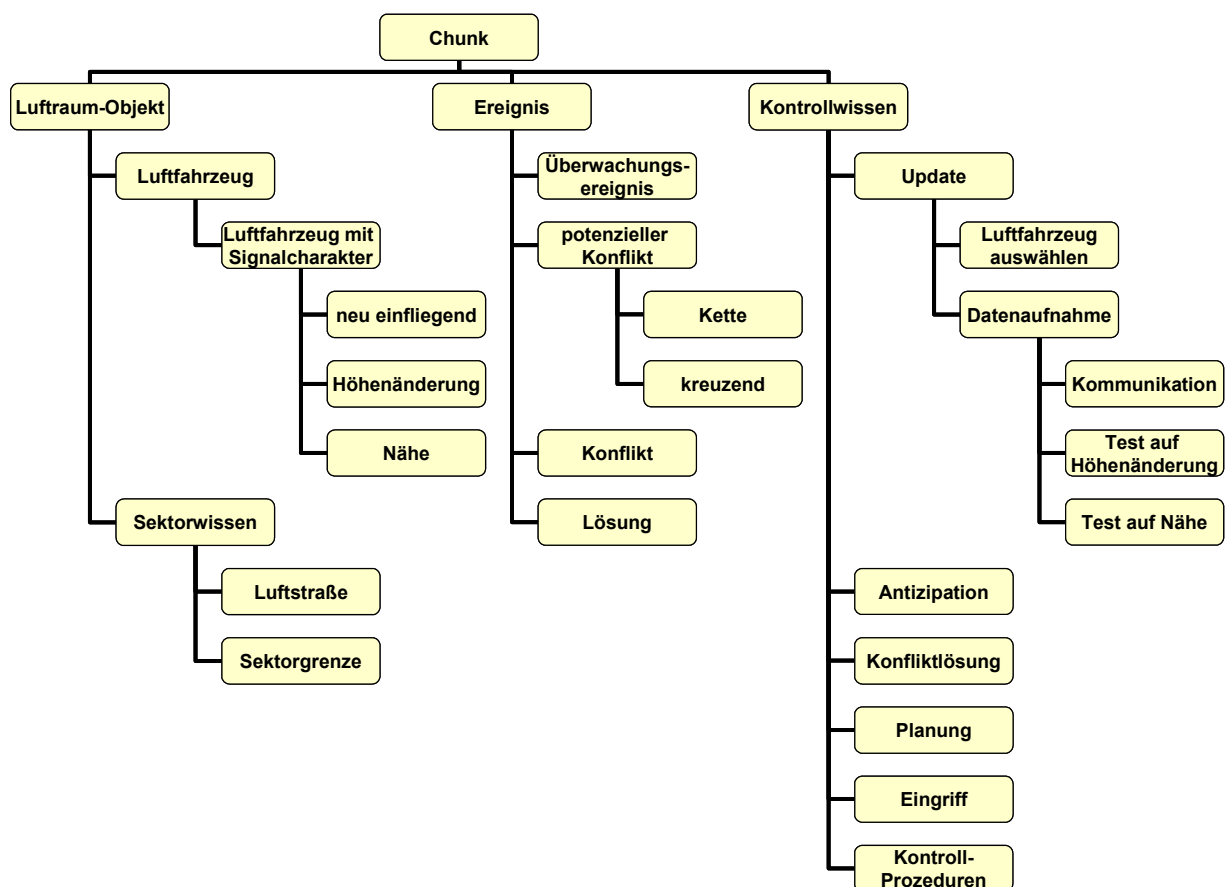 Chunk
Luftraum-Objekt
Ereignis
Kontrollwissen
Luftfahrzeug
Überwachungs-
ereignis
Update
Luftfahrzeug mit
Signalcharakter
potenzieller
Konflikt
Luftfahrzeug
auswählen
neu einfliegend
Kette
Datenaufnahme
Höhenänderung
kreuzend
Kommunikation
Nähe
Konflikt
Test auf
Höhenänderung
Sektorwissen
Lösung
Test auf Nähe
Luftstraße
Antizipation
Sektorgrenze
Konfliktlösung
Planung
Eingriff
Kontroll-
Prozeduren